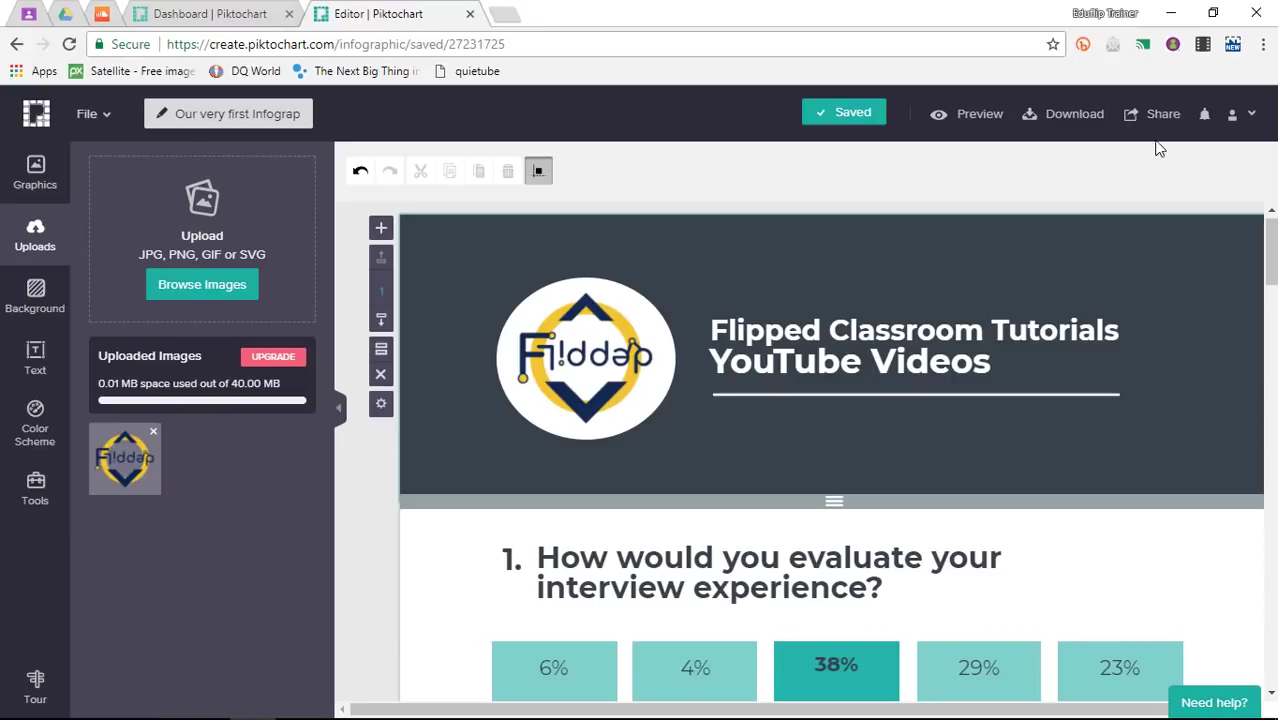 Dashboard | Piktochart
Editor | Piktochart
Eduflip Trainer
Secure
https://create.piktochart.com/infographic/saved/27231725
NEW
Apps
Satellite - Free image
DQ World
The Next Big Thing in
quietube
File
Our very first Infograp
Saved
Preview
Download
Share
Graphics
Uploads
Background
Text
Color
Scheme
Tools
Tour
Upload
JPG, PNG, GIF or SVG
Browse Images
Uploaded Images
UPGRADE
0.01 MB space used out of 40.00 MB
1
Flipped
Flipped Classroom Tutorials
YouTube Videos
1. How would you evaluate your
interview experience?
6%
4%
38%
29%
23%
Need help?